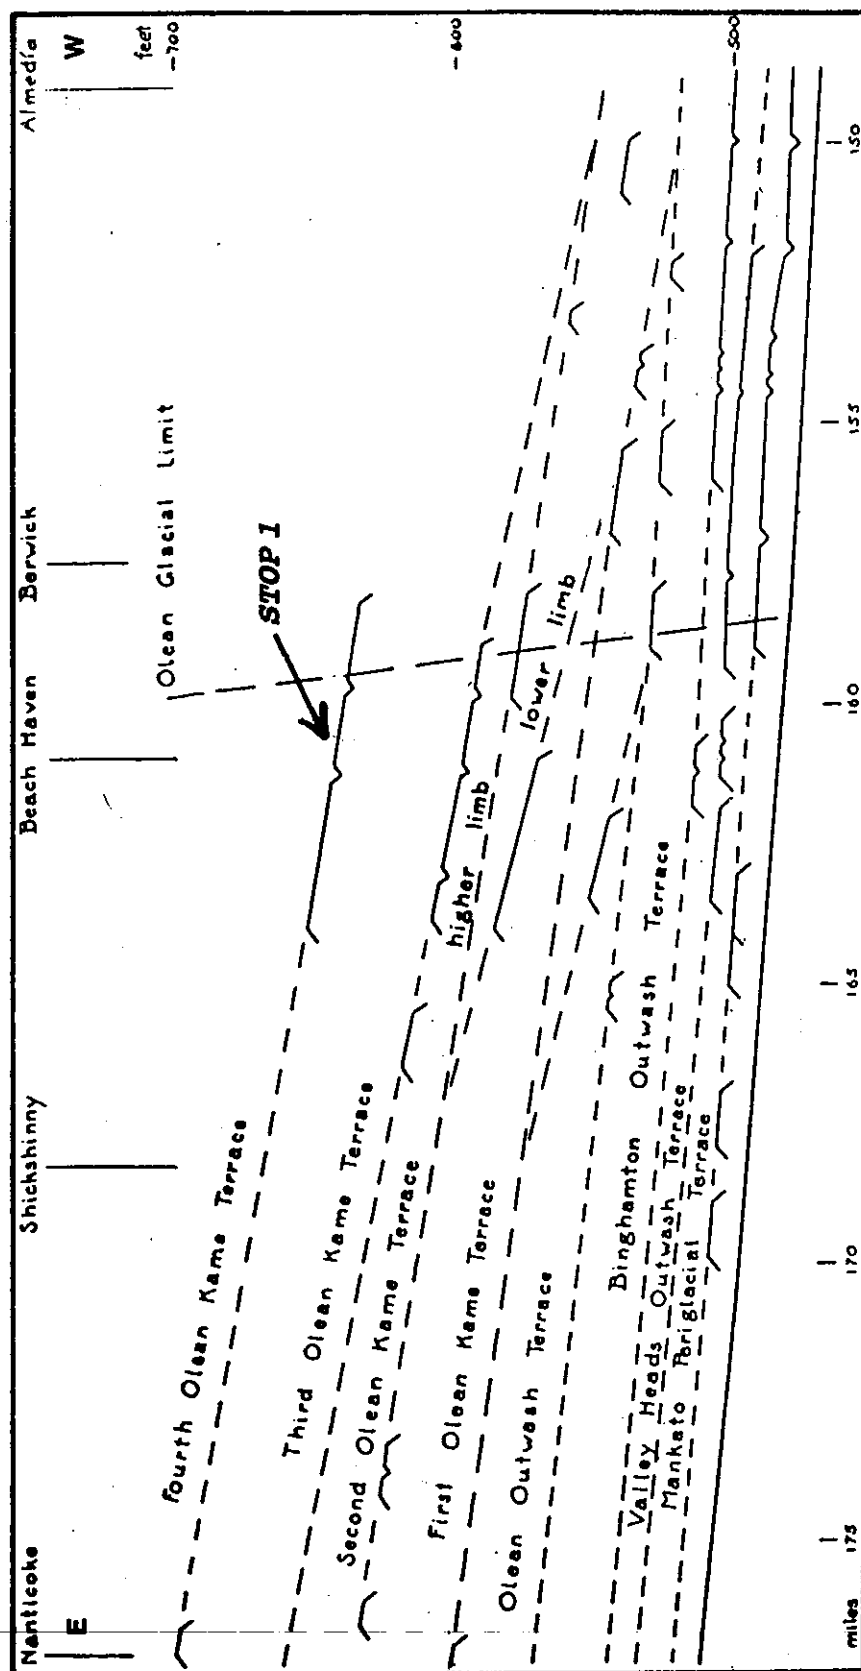 Nanticoke
Shickshinny
Beach Haven
Berwick
Almedia
E
W
feet
-700
-600
-500
Olean Glacial Limit
STOP 1
Fourth Olean Kame Terrace
Third Olean Kame Terrace
higher limb
Second Olean Kame Terrace
lower limb
First Olean Kame Terrace
Olean Outwash Terrace
Binghamton Outwash Terrace
Valley Heads Outwash Terrace
Mankato Periglacial Terrace
miles
175
170
165
160
155
150